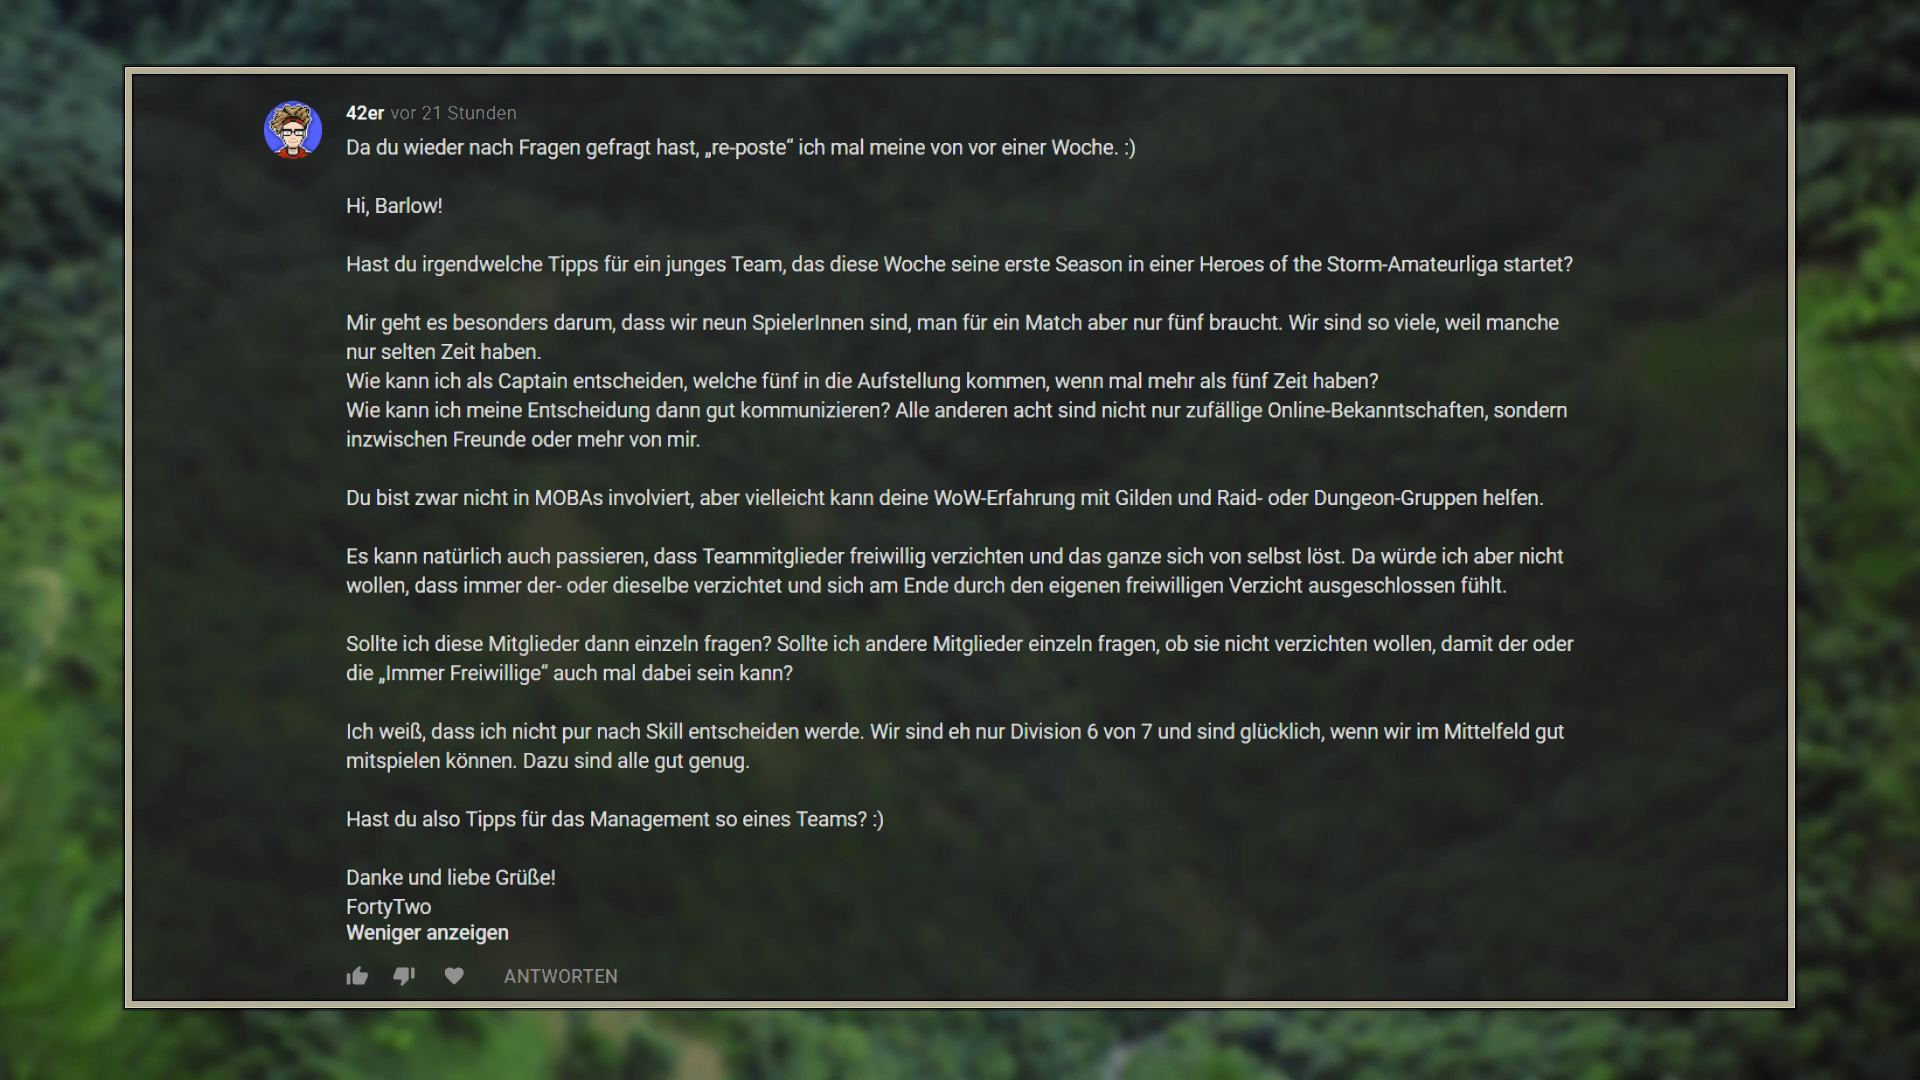 42er vor 21 Stunden
Da du wieder nach Fragen gefragt hast, „re-poste“ ich mal meine von vor einer Woche. :)
Hi, Barlow!
Hast du irgendwelche Tipps für ein junges Team, das diese Woche seine erste Season in einer Heroes of the Storm-Amateurliga startet?
Mir geht es besonders darum, dass wir neun SpielerInnen sind, man für ein Match aber nur fünf braucht. Wir sind so viele, weil manche
nur selten Zeit haben.
Wie kann ich als Captain entscheiden, welche fünf in die Aufstellung kommen, wenn mal mehr als fünf Zeit haben?
Wie kann ich meine Entscheidung dann gut kommunizieren? Alle anderen acht sind nicht nur zufällige Online-Bekanntschaften, sondern
inzwischen Freunde oder mehr von mir.
Du bist zwar nicht in MOBAs involviert, aber vielleicht kann deine WoW-Erfahrung mit Gilden und Raid- oder Dungeon-Gruppen helfen.
Es kann natürlich auch passieren, dass Teammitglieder freiwillig verzichten und das ganze sich von selbst löst. Da würde ich aber nicht
wollen, dass immer der- oder dieselbe verzichtet und sich am Ende durch den eigenen freiwilligen Verzicht ausgeschlossen fühlt.
Sollte ich diese Mitglieder dann einzeln fragen? Sollte ich andere Mitglieder einzeln fragen, ob sie nicht verzichten wollen, damit der oder
die „Immer Freiwillige“ auch mal dabei sein kann?
Ich weiß, dass ich nicht pur nach Skill entscheiden werde. Wir sind eh nur Division 6 von 7 und sind glücklich, wenn wir im Mittelfeld gut
mitspielen können. Dazu sind alle gut genug.
Hast du also Tipps für das Management so eines Teams? :)
Danke und liebe Grüße!
FortyTwo
Weniger anzeigen
ANTWORTEN